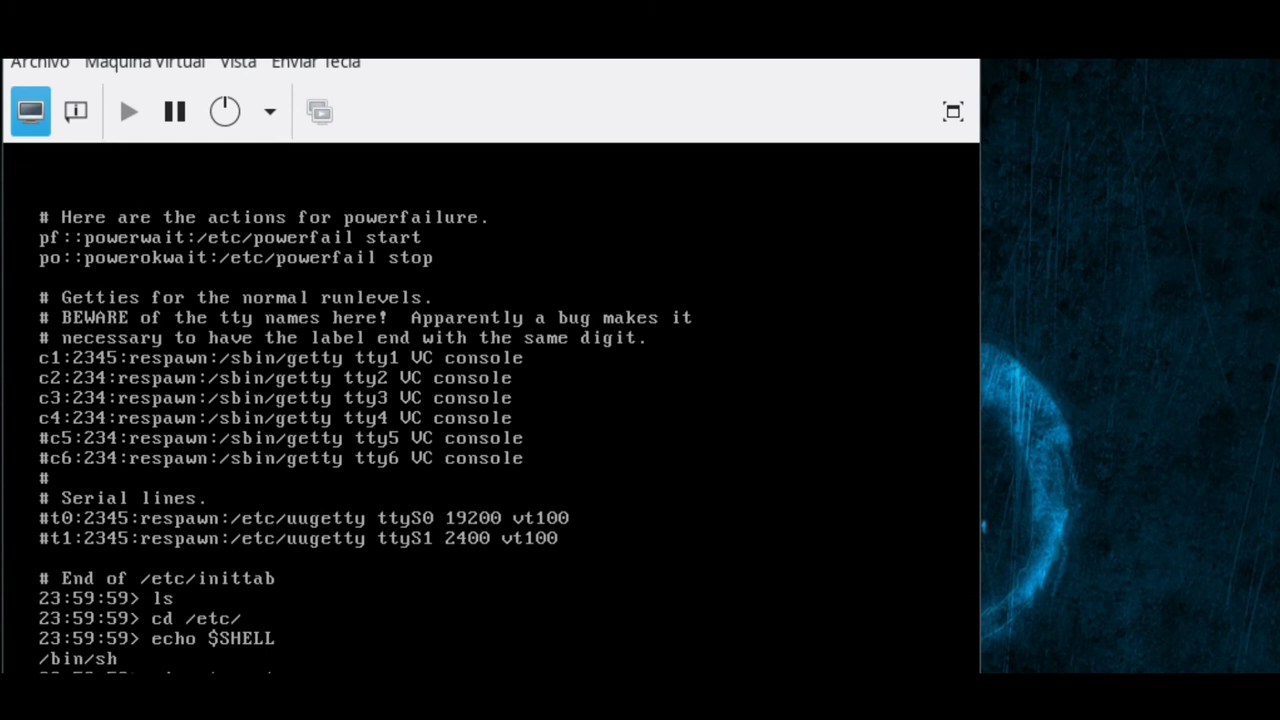 Archivo Máquina Virtual Vista Enviar Tecla
# Here are the actions for powerfailure.
pf::powerwait:/etc/powerfail start
po::powerokwait:/etc/powerfail stop
# Getties for the normal runlevels.
# BEWARE of the tty names here!  Apparently a bug makes it
# necessary to have the label end with the same digit.
c1:2345:respawn:/sbin/getty tty1 VC console
c2:234:respawn:/sbin/getty tty2 VC console
c3:234:respawn:/sbin/getty tty3 VC console
c4:234:respawn:/sbin/getty tty4 VC console
#c5:234:respawn:/sbin/getty tty5 VC console
#c6:234:respawn:/sbin/getty tty6 VC console
#
# Serial lines.
#t0:2345:respawn:/etc/uugetty ttyS0 19200 vt100
#t1:2345:respawn:/etc/uugetty ttyS1 2400 vt100
# End of /etc/inittab
23:59:59> ls
23:59:59> cd /etc/
23:59:59> echo $SHELL
/bin/sh